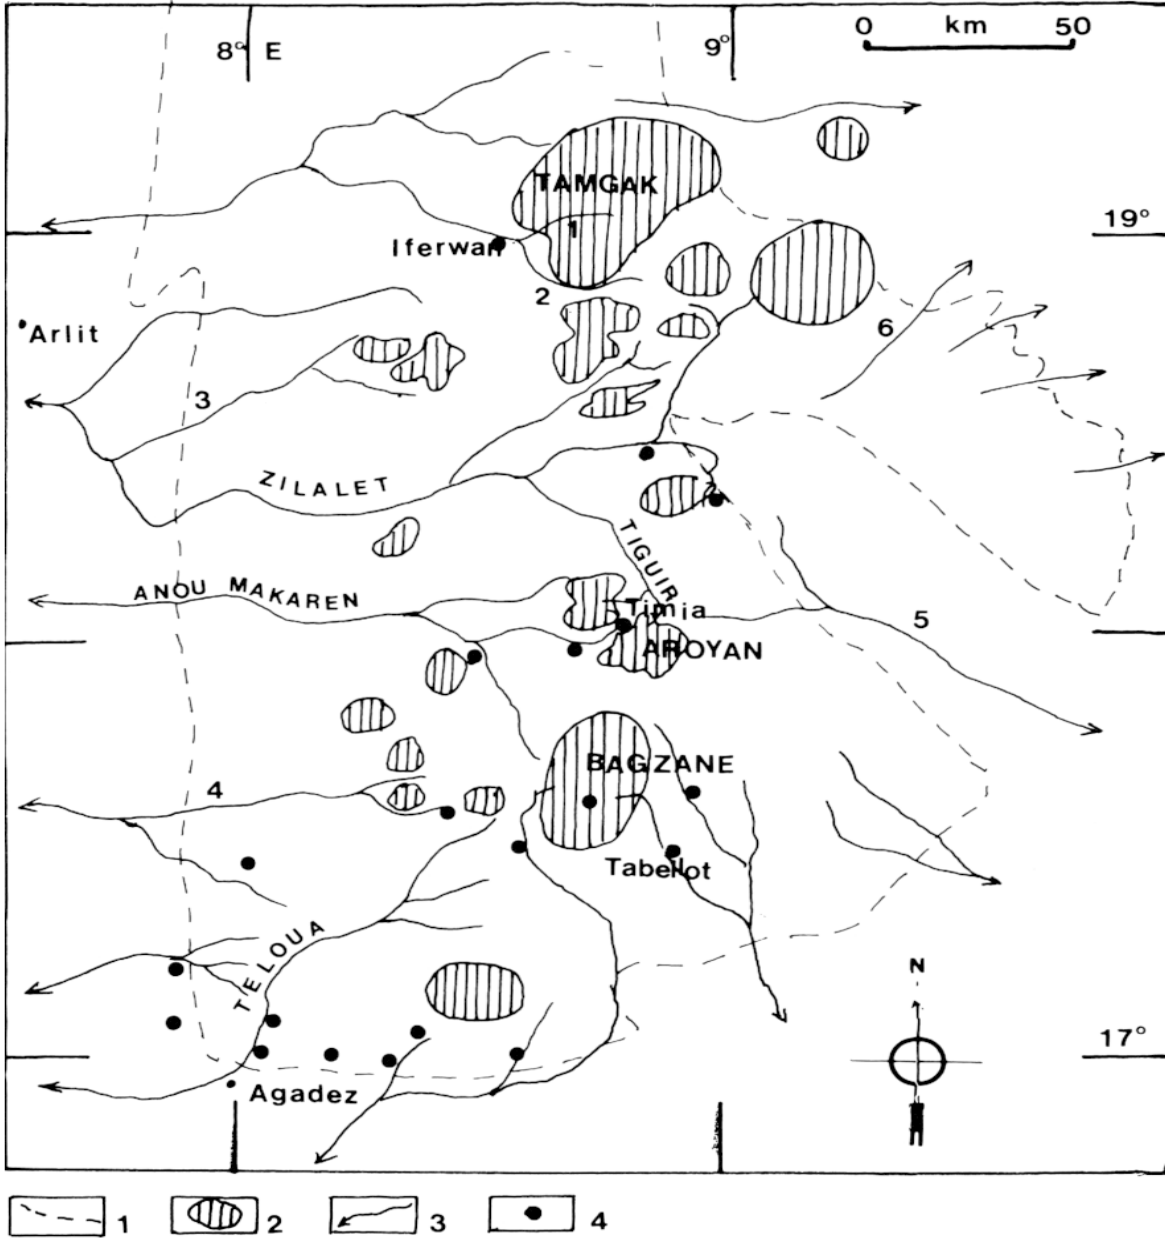 8° E
9°
0 km 50
TAMGAK
19°
1
Iferwan
2
6
Arlit
3
ZILALET
TIGUIR
ANOU MAKAREN
Timia
5
AROYAN
BAGZANE
4
Tabellot
TELOUA
N
17°
Agadez
1
2
3
4